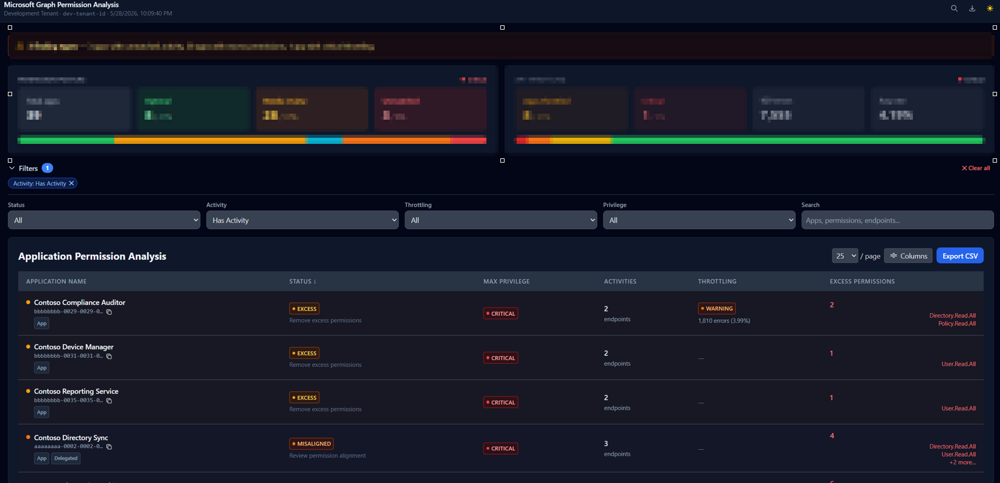 Microsoft Graph Permission Analysis
Development Tenant · dev-tenant-id · 5/28/2026, 10:09:40 PM
Filters 1
Clear all
Activity: Has Activity
Status Activity Throttling Privilege Search
All Has Activity All All Apps, permissions, endpoints...
Application Permission Analysis
25 / page Columns Export CSV
APPLICATION NAME STATUS ↓ MAX PRIVILEGE ACTIVITIES THROTTLING EXCESS PERMISSIONS
Contoso Compliance Auditor
bbbbbbbb-0029-0029-0…
App
EXCESS
Remove excess permissions
CRITICAL
2
endpoints
WARNING
1,810 errors (3.99%)
2
Directory.Read.All
Policy.Read.All
Contoso Device Manager
bbbbbbbb-0031-0031-0…
App
EXCESS
Remove excess permissions
CRITICAL
2
endpoints
—
1
User.Read.All
Contoso Reporting Service
bbbbbbbb-0035-0035-0…
App
EXCESS
Remove excess permissions
CRITICAL
2
endpoints
—
1
User.Read.All
Contoso Directory Sync
aaaaaaaa-0002-0002-0…
App Delegated
MISALIGNED
Review permission alignment
CRITICAL
3
endpoints
—
4
Directory.Read.All
User.Read.All
+2 more...